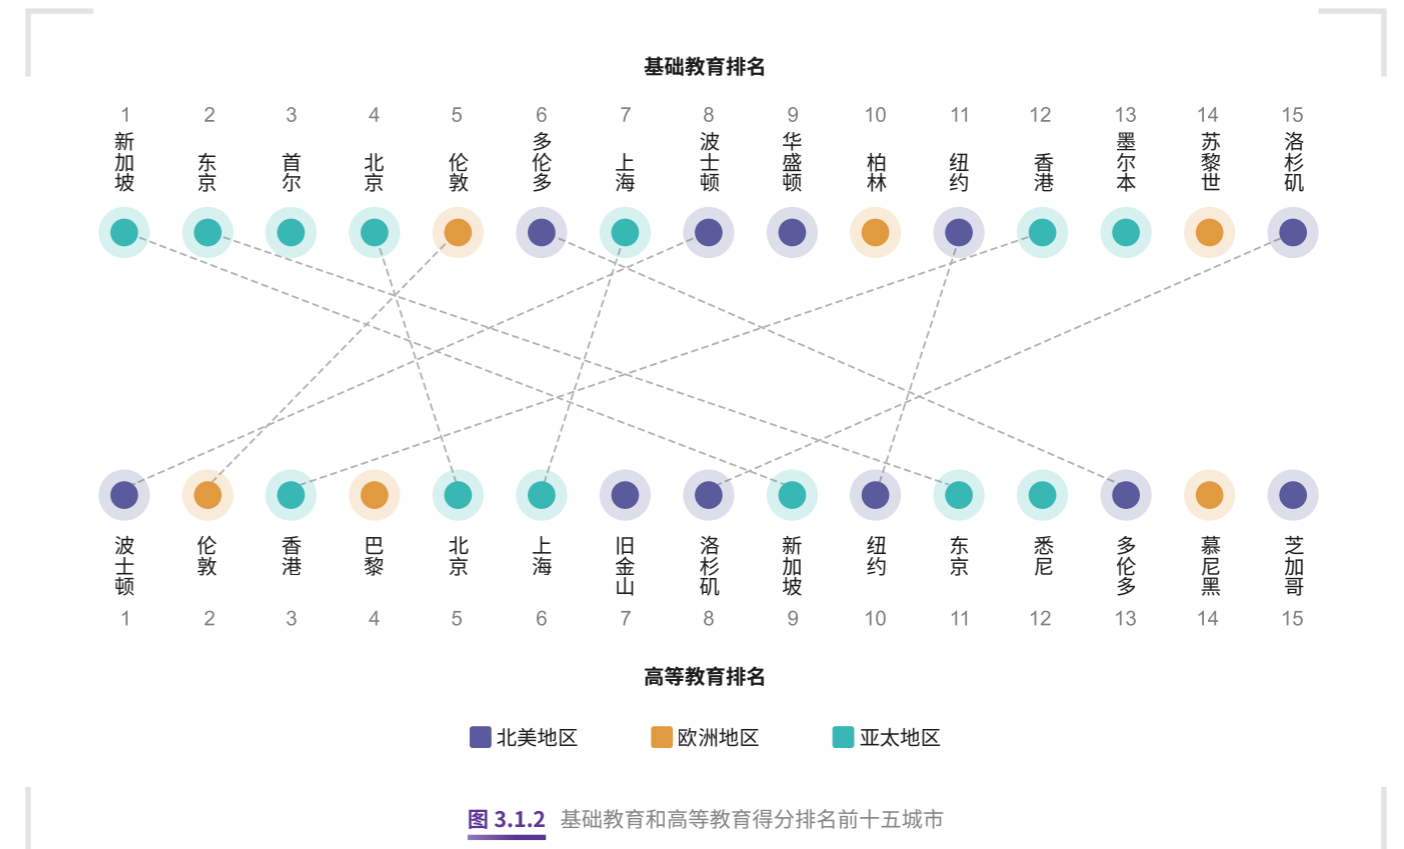 基础教育排名
1 2 3 4 5 6 7 8 9 10 11 12 13 14 15
新加坡 东京 首尔 北京 伦敦 多伦多 上海 波士顿 华盛顿 柏林 纽约 香港 墨尔本 苏黎世 洛杉矶
波士顿 伦敦 香港 巴黎 北京 上海 旧金山 洛杉矶 新加坡 纽约 东京 悉尼 多伦多 慕尼黑 芝加哥
1 2 3 4 5 6 7 8 9 10 11 12 13 14 15
高等教育排名
北美地区 欧洲地区 亚太地区
图 3.1.2 基础教育和高等教育得分排名前十五城市